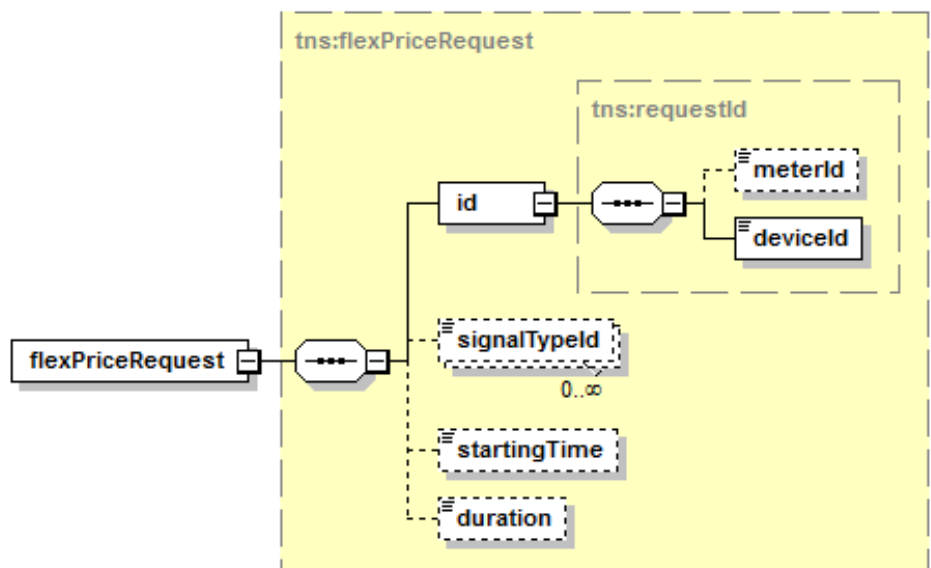 tns:flexPriceRequest
tns:requestId
meterId
id
deviceId
signalTypeId
flexPriceRequest
0..∞
startingTime
duration